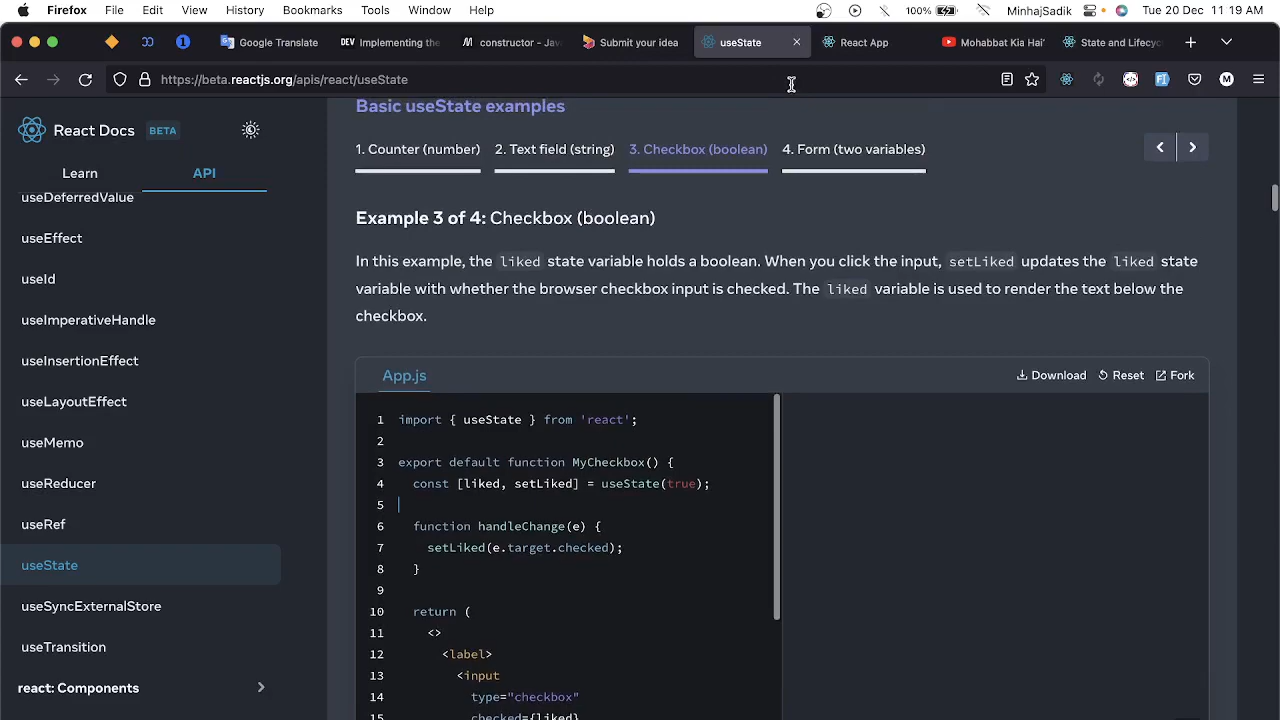 Firefox File Edit View History Bookmarks Tools Window Help 100% MinhajSadik Tue 20 Dec 11:19 AM
Google Translate DEV Implementing the constructor - Jav Submit your idea useState React App Mohabbat Kia Hai' State and Lifecyc
https://beta.reactjs.org/apis/react/useState M
React Docs BETA
Learn API
useDeferredValue
useEffect
useId
useImperativeHandle
useInsertionEffect
useLayoutEffect
useMemo
useReducer
useRef
useState
useSyncExternalStore
useTransition
react: Components
Basic useState examples
1. Counter (number) 2. Text field (string) 3. Checkbox (boolean) 4. Form (two variables)
Example 3 of 4: Checkbox (boolean)
In this example, the liked state variable holds a boolean. When you click the input, setLiked updates the liked state
variable with whether the browser checkbox input is checked. The liked variable is used to render the text below the
checkbox.
App.js Download Reset Fork
1 import { useState } from 'react';
2
3 export default function MyCheckbox() {
4 const [liked, setLiked] = useState(true);
5
6 function handleChange(e) {
7 setLiked(e.target.checked);
8 }
9
10 return (
11 <>
12 <label>
13 <input
14 type="checkbox"
15 checked={liked}